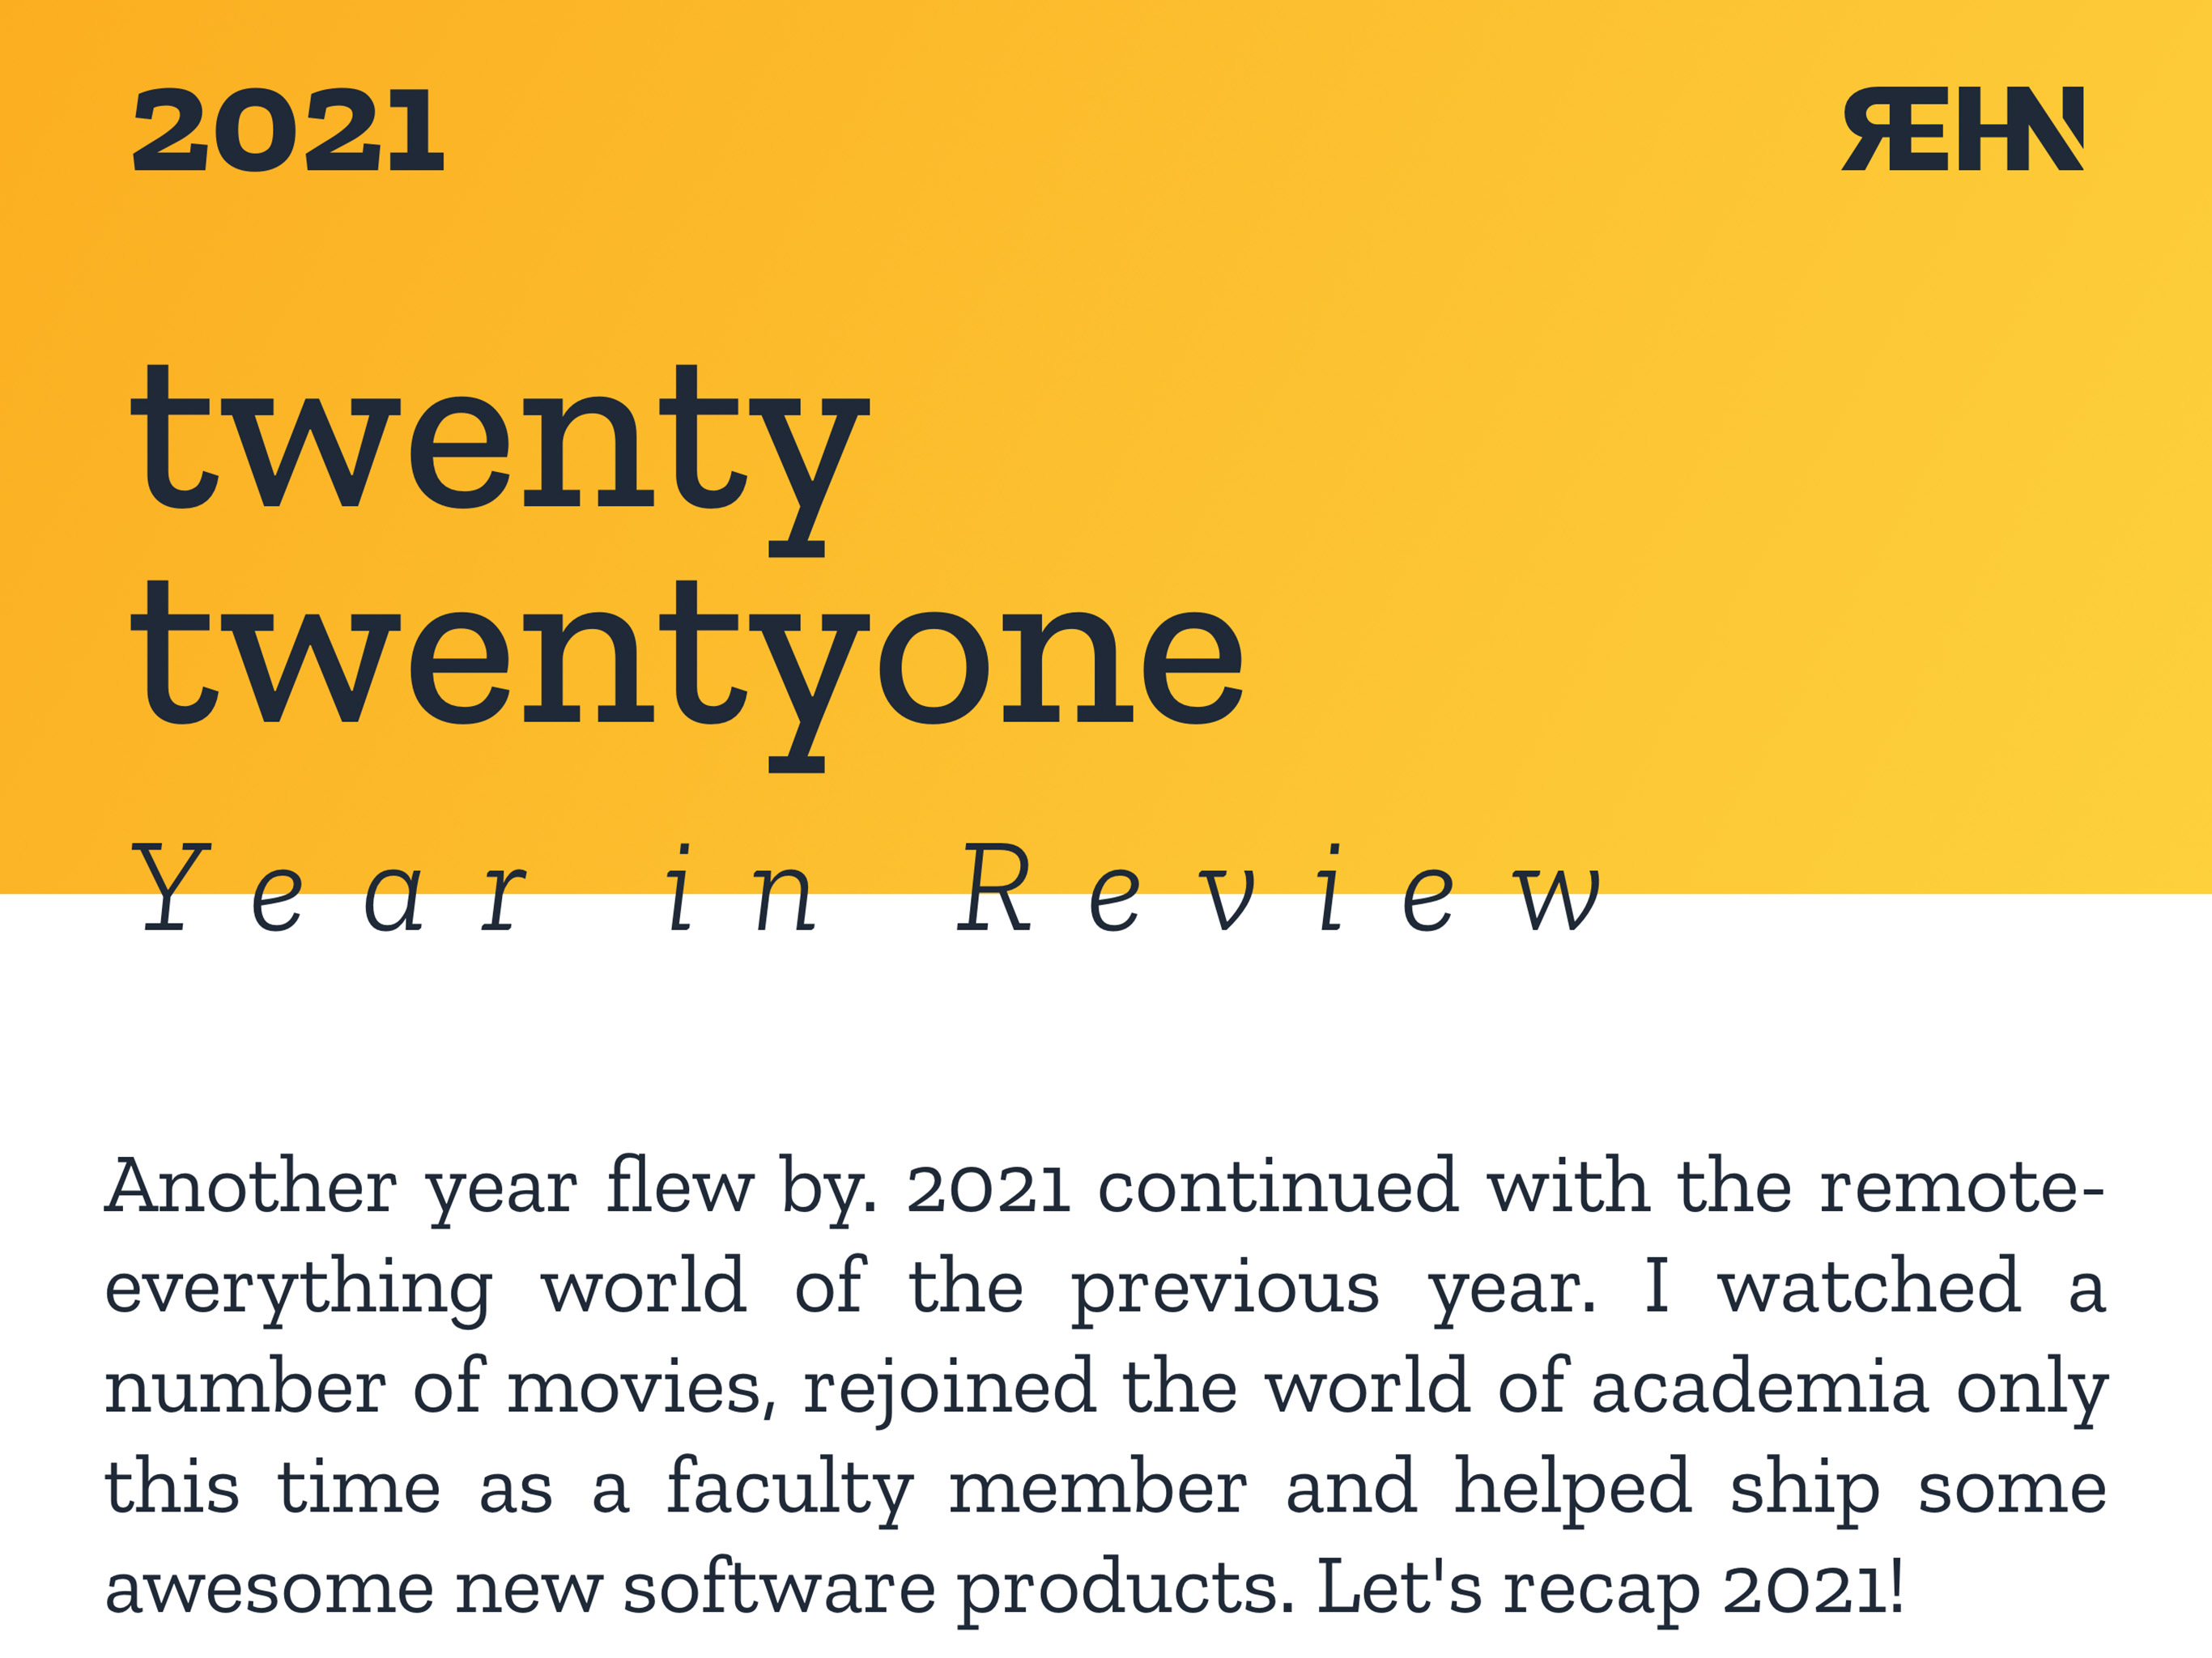 2021
REHN
twenty
twentyone
Year in Review
Another year flew by. 2021 continued with the remote-
everything world of the previous year. I watched a
number of movies, rejoined the world of academia only
this time as a faculty member and helped ship some
awesome new software products. Let's recap 2021!